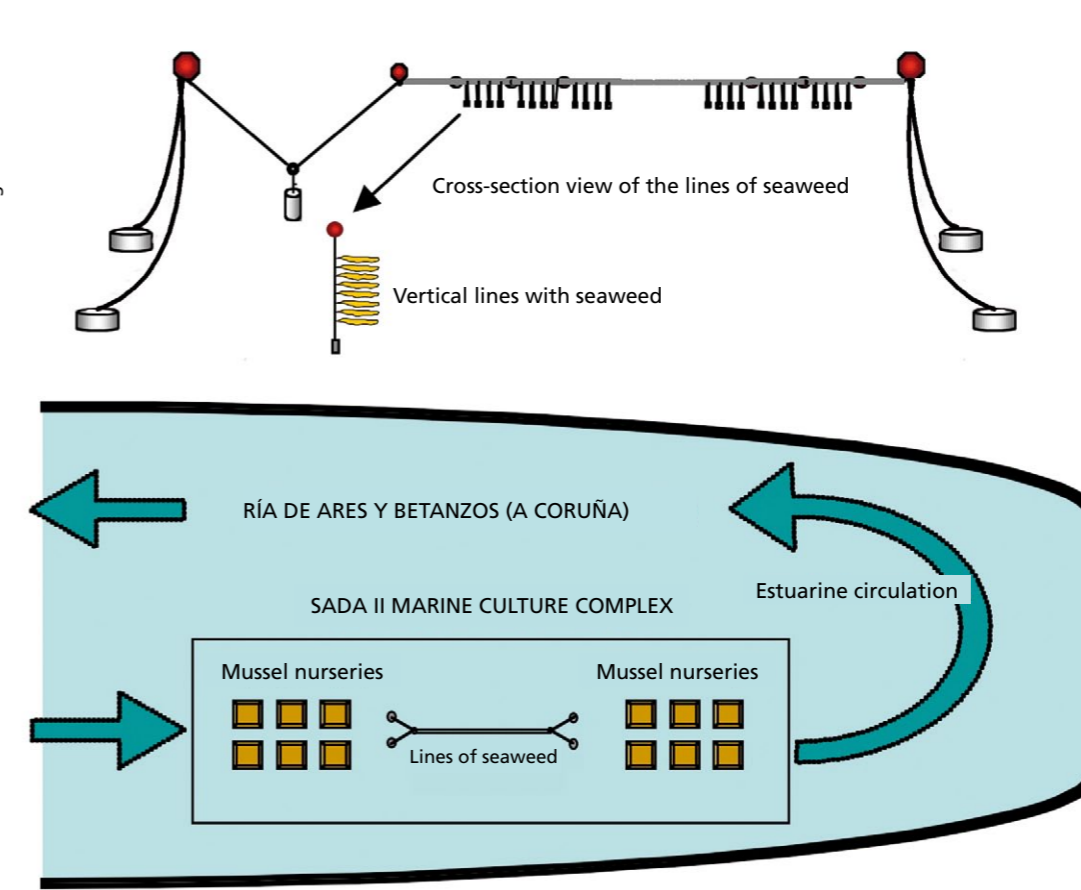 Cross-section view of the lines of seaweed
Vertical lines with seaweed
RÍA DE ARES Y BETANZOS (A CORUÑA)
Estuarine circulation
SADA II MARINE CULTURE COMPLEX
Mussel nurseries
Mussel nurseries
Lines of seaweed